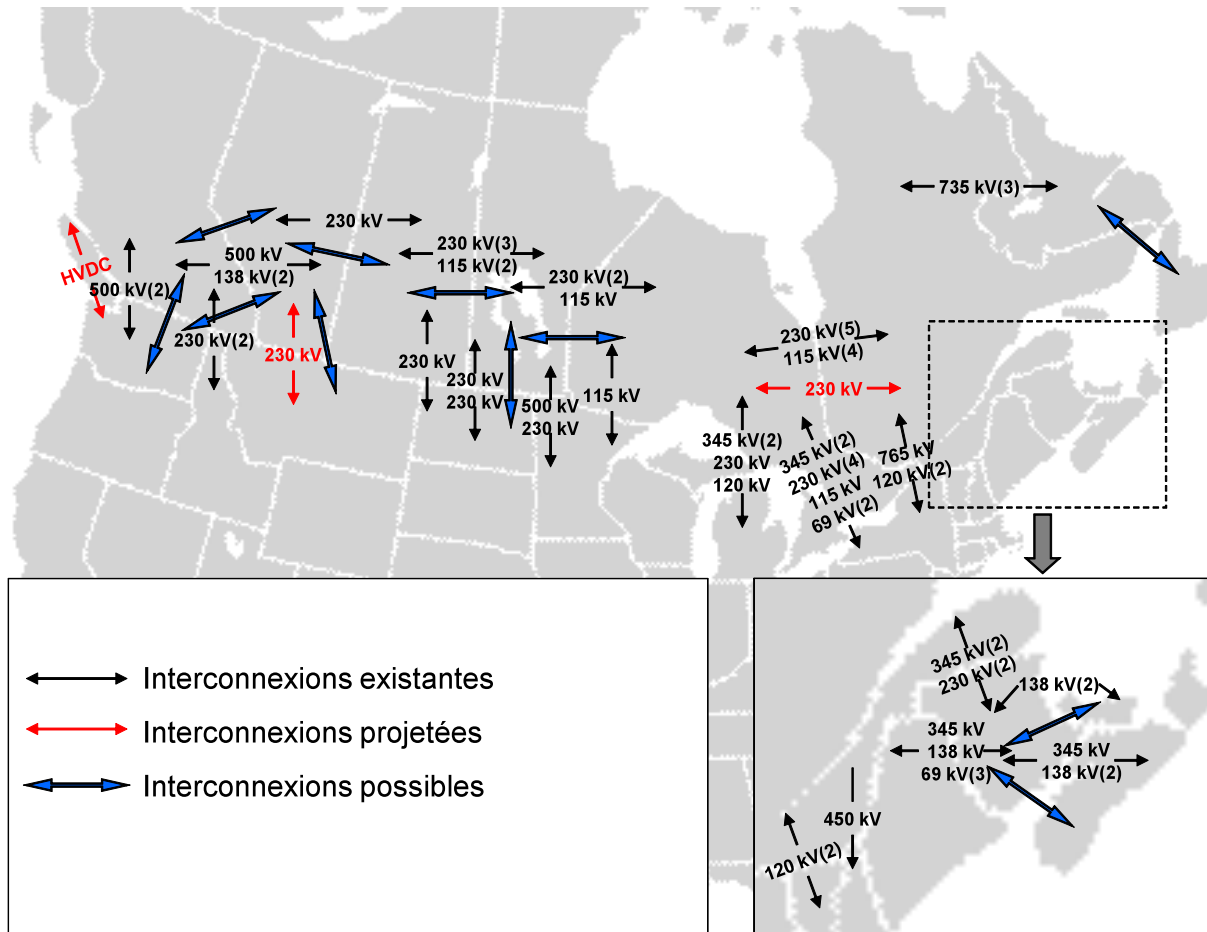 735 kV(3)
230 kV
230 kV(3)
115 kV(2)
500 kV
138 kV(2)
HVDC
500 kV(2)
230 kV(2)
115 kV
230 kV(2)
230 kV
230 kV
230 kV
230 kV
500 kV
230 kV
115 kV
230 kV(5)
115 kV(4)
230 kV
345 kV(2)
230 kV
120 kV
345 kV(2)
230 kV(4)
115 kV
69 kV(2)
765 kV
120 kV(2)
Interconnexions existantes
Interconnexions projetées
Interconnexions possibles
345 kV(2)
230 kV(2)
138 kV(2)
345 kV
138 kV
69 kV(3)
345 kV
138 kV(2)
450 kV
120 kV(2)